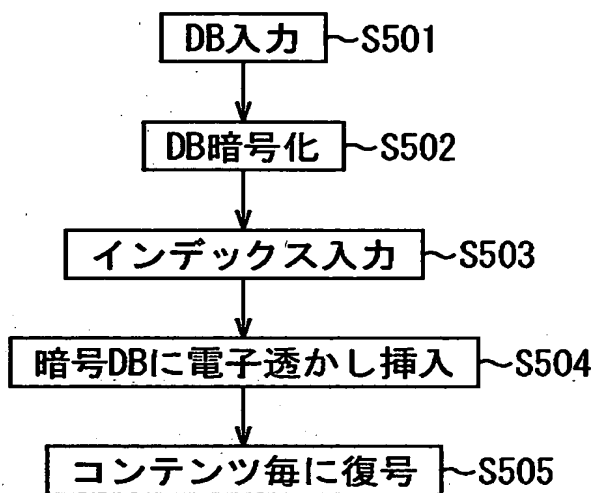 DB入力 ~S501
DB暗号化 ~S502
インデックス入力 ~S503
暗号DBに電子透かし挿入 ~S504
コンテンツ毎に復号 ~S505